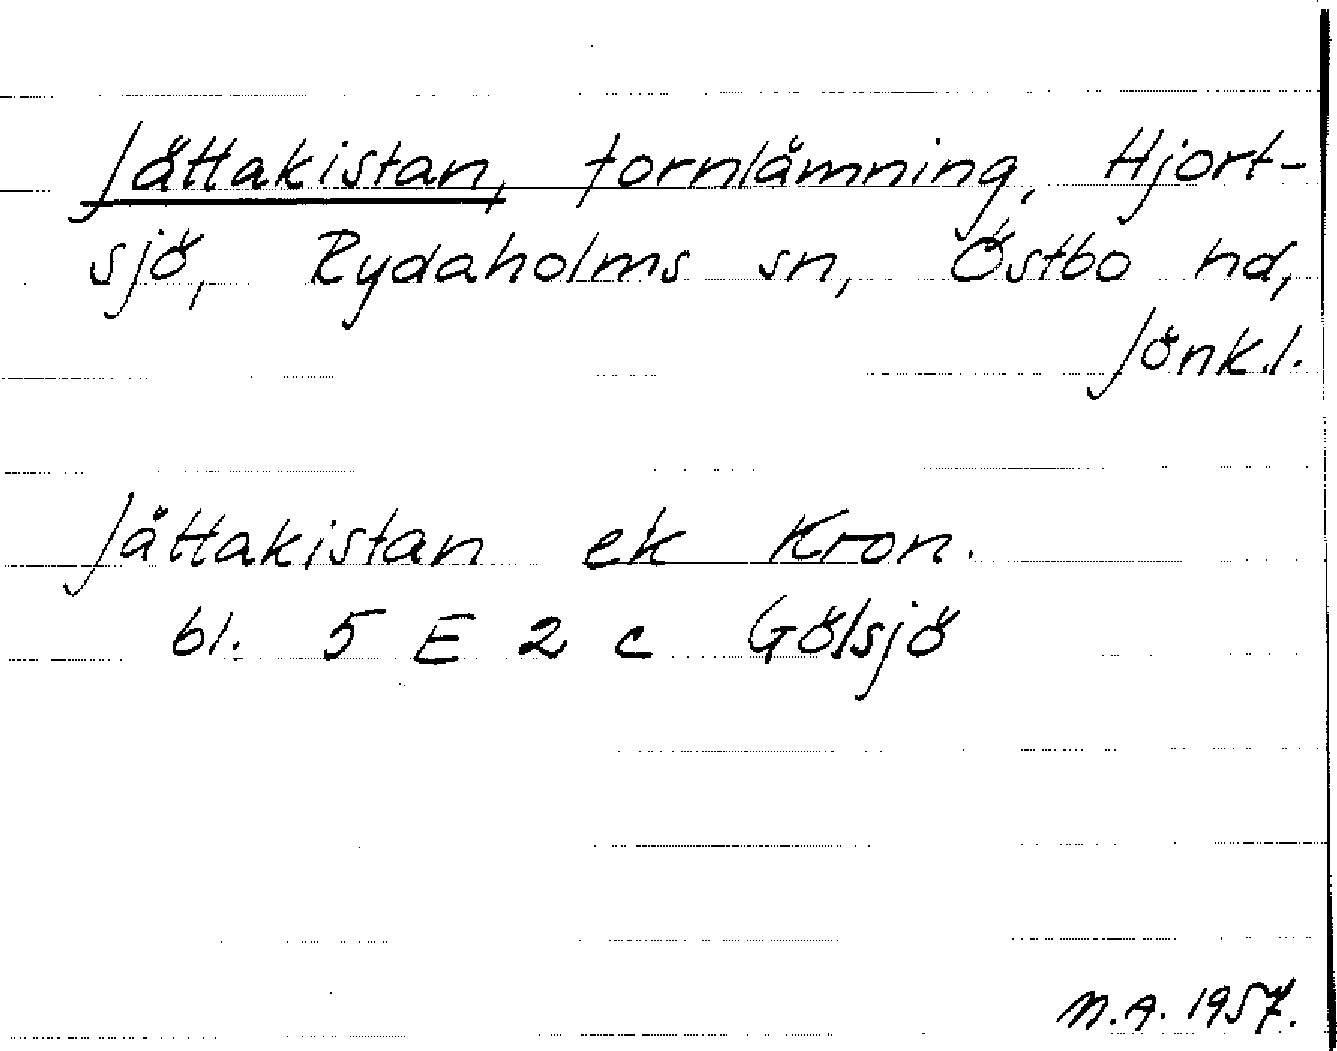 Jättakistan, fornlämning, Hjort-
sjö, Rydaholms sn, Östbo hd,
Jönk.l.
Jättakistan ek Kron.
bl. 5 E 2 c Gölsjö
M.A. 1957.